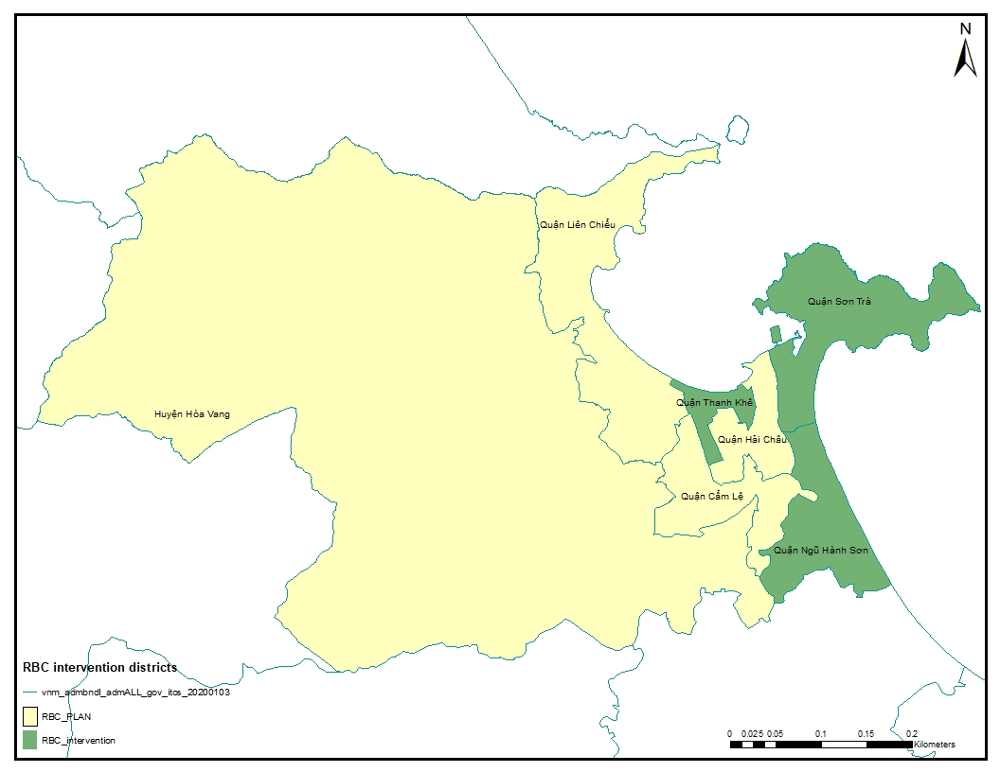 N
Quận Liên Chiểu
Quận Sơn Trà
Quận Thanh Khê
Huyện Hòa Vang
Quận Hải Châu
Quận Cẩm Lệ
Quận Ngũ Hành Sơn
RBC intervention districts
vnm_admbndl_admALL_gov_itos_20200103
RBC_PLAN
RBC_intervention
0 0.025 0.05 0.1 0.15 0.2
Kilometers